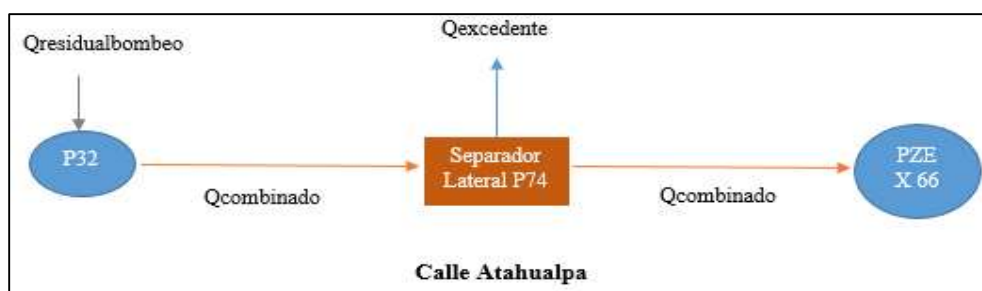 Qexcedente
Qresidualbombeo
P32
Separador
Lateral P74
PZE
X 66
Qcombinado
Qcombinado
Calle Atahualpa